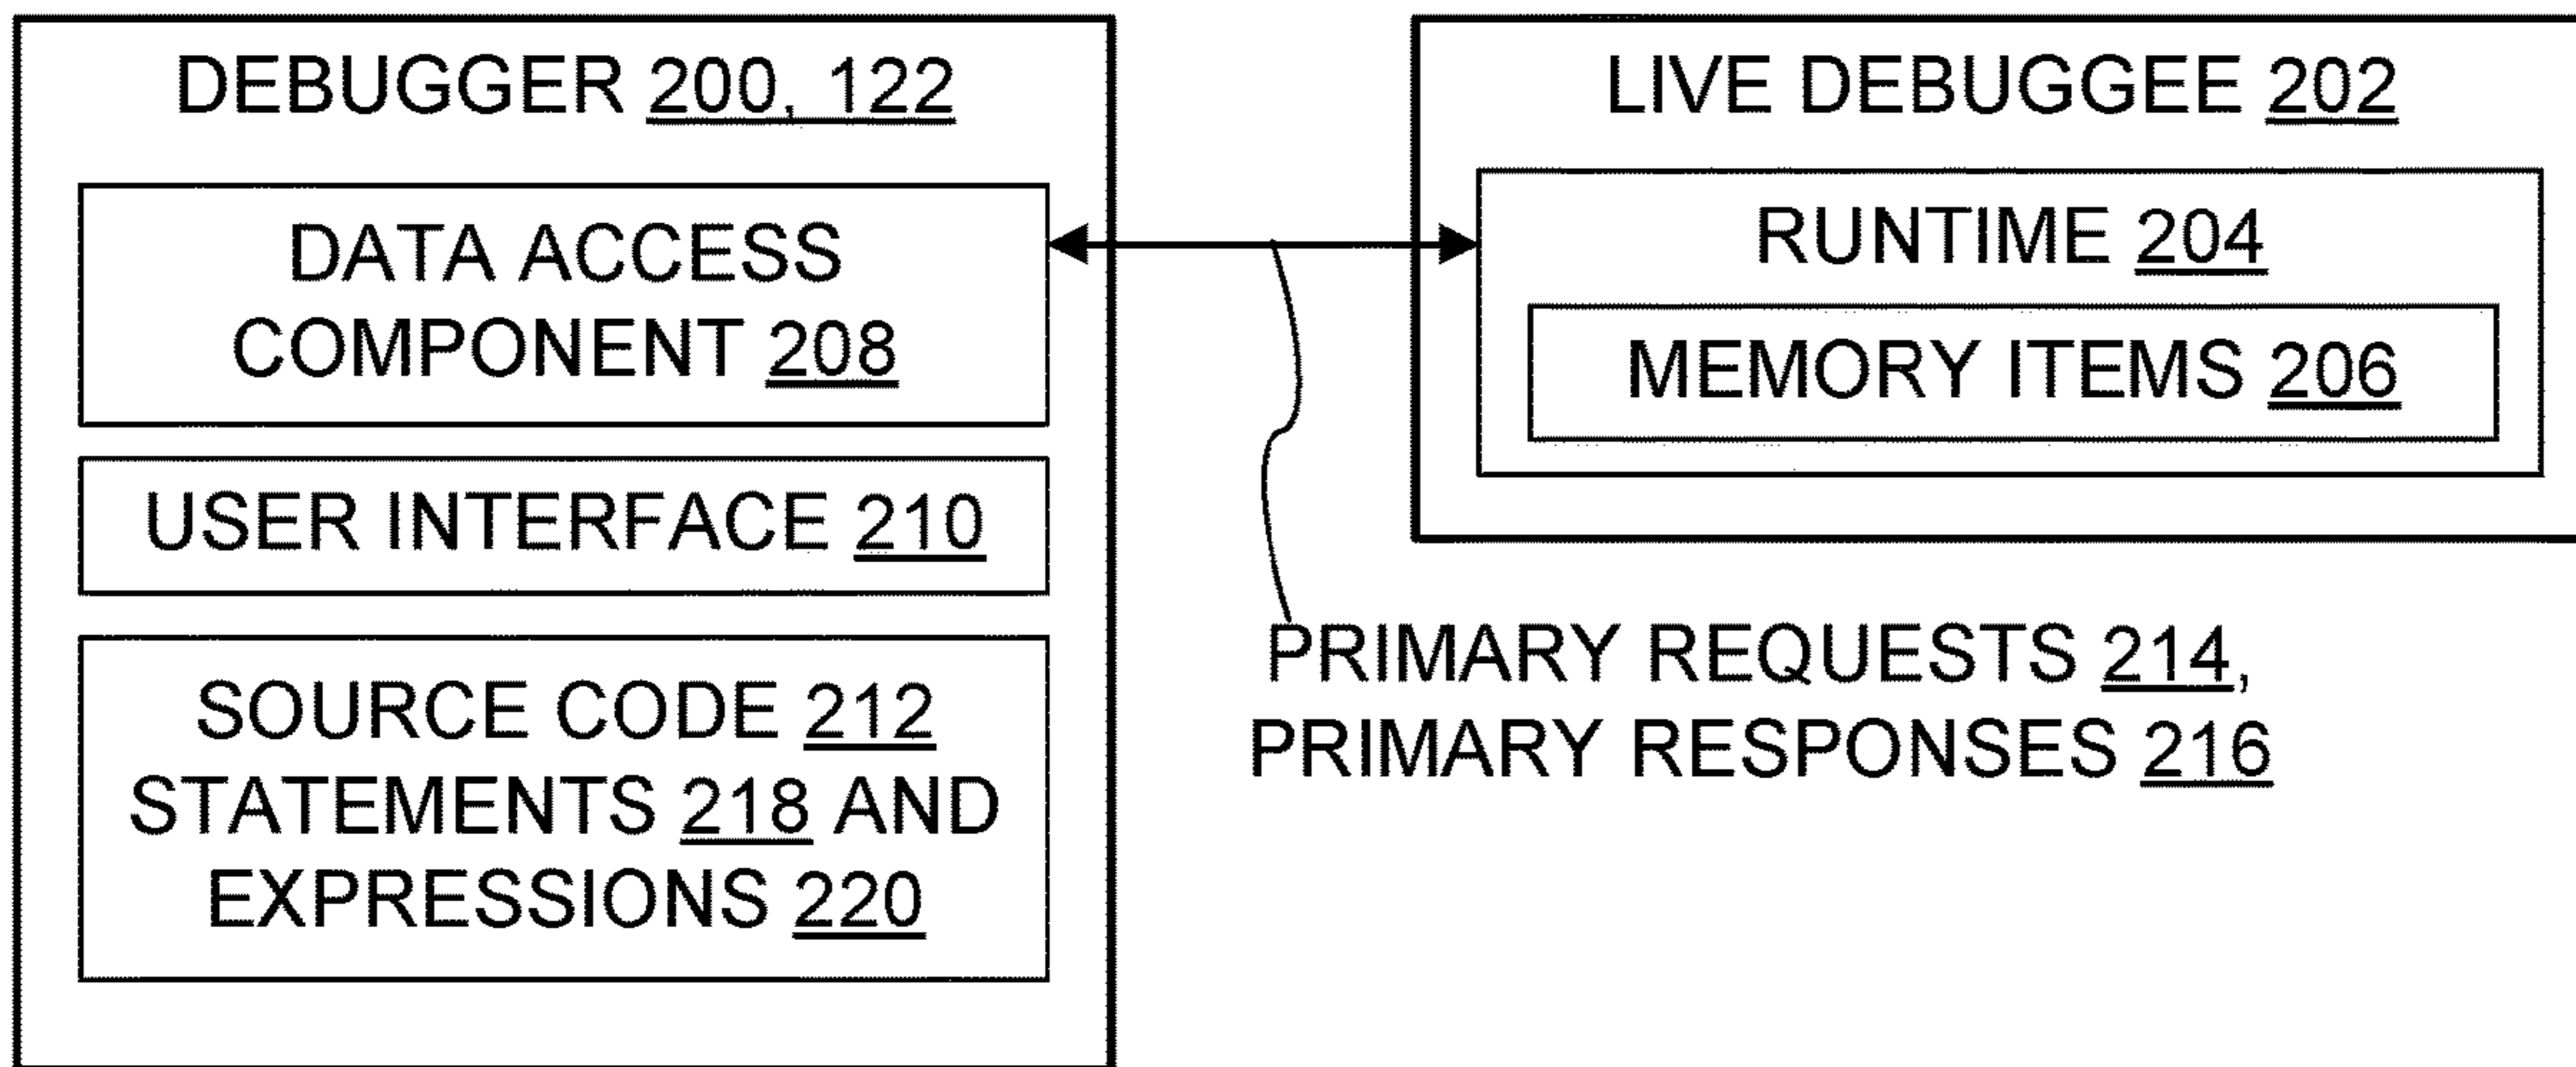 DEBUGGER 200, 122
DATA ACCESS
COMPONENT 208
USER INTERFACE 210
SOURCE CODE 212
STATEMENTS 218 AND
EXPRESSIONS 220
LIVE DEBUGGEE 202
RUNTIME 204
MEMORY ITEMS 206
PRIMARY REQUESTS 214,
PRIMARY RESPONSES 216